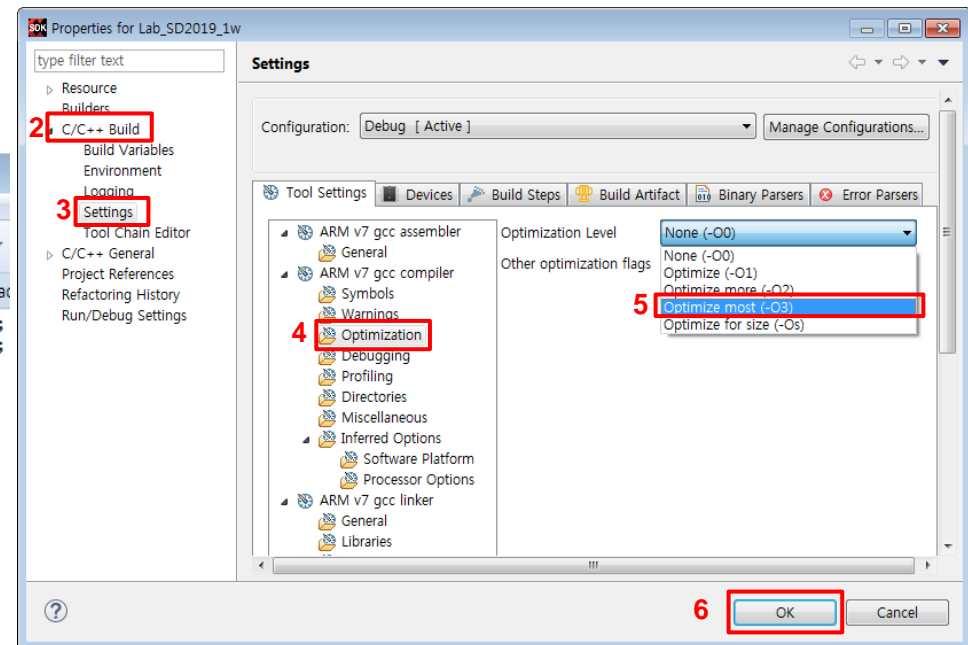 SDK Properties for Lab_SD2019_1w
type filter text
Settings
Resource
Builders
2 C/C++ Build
Build Variables
Environment
Logging
3 Settings
Tool Chain Editor
C/C++ General
Project References
Refactoring History
Run/Debug Settings
Configuration: Debug [ Active ] Manage Configurations...
Tool Settings Devices Build Steps Build Artifact 010 Binary Parsers Error Parsers
ARM v7 gcc assembler
General
ARM v7 gcc compiler
Symbols
Warnings
4 Optimization
Debugging
Profiling
Directories
Miscellaneous
Inferred Options
Software Platform
Processor Options
ARM v7 gcc linker
General
Libraries
Optimization Level None (-O0)
Other optimization flags
None (-O0)
Optimize (-O1)
Optimize more (-O2)
5 Optimize most (-O3)
Optimize for size (-Os)
?
6 OK Cancel